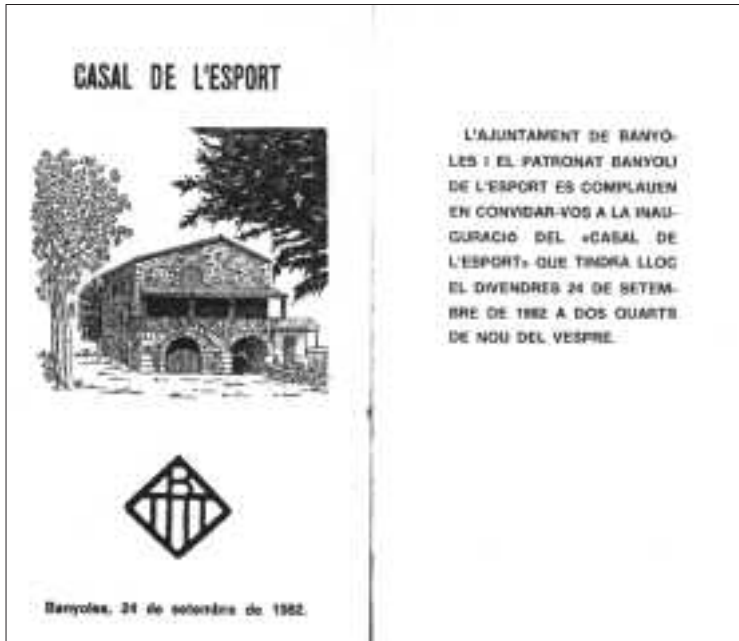 CASAL DE L'ESPORT
B
Banyoles, 24 de setembre de 1982.
L'AJUNTAMENT DE BANYO-
LES I EL PATRONAT BANYOLI
DE L'ESPORT ES COMPLAUEN
EN CONVIDAR-VOS A LA INAU-
GURACIÓ DEL «CASAL DE
L'ESPORT» QUE TINDRA LLOC
EL DIVENDRES 24 DE SETEM-
BRE DE 1982 A DOS QUARTS
DE NOU DEL VESPRE.